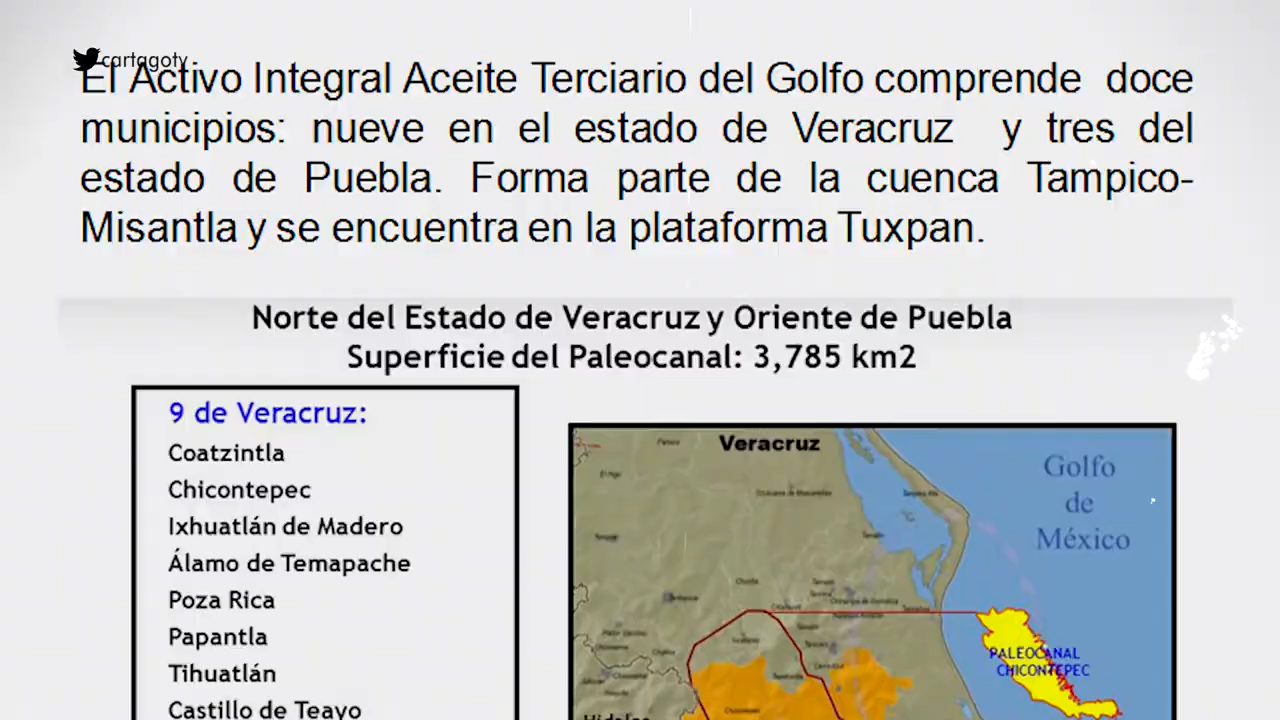 cartagoty
El Activo Integral Aceite Terciario del Golfo comprende doce
municipios: nueve en el estado de Veracruz y tres del
estado de Puebla. Forma parte de la cuenca Tampico-
Misantla y se encuentra en la plataforma Tuxpan.
Norte del Estado de Veracruz y Oriente de Puebla
Superficie del Paleocanal: 3,785 km2
9 de Veracruz:
Coatzintla
Chicontepec
Ixhuatlán de Madero
Álamo de Temapache
Poza Rica
Papantla
Tihuatlán
Castillo de Teayo
Veracruz
Golfo
de
México
PALEOCANAL
CHICONTEPEC
Hidalgo